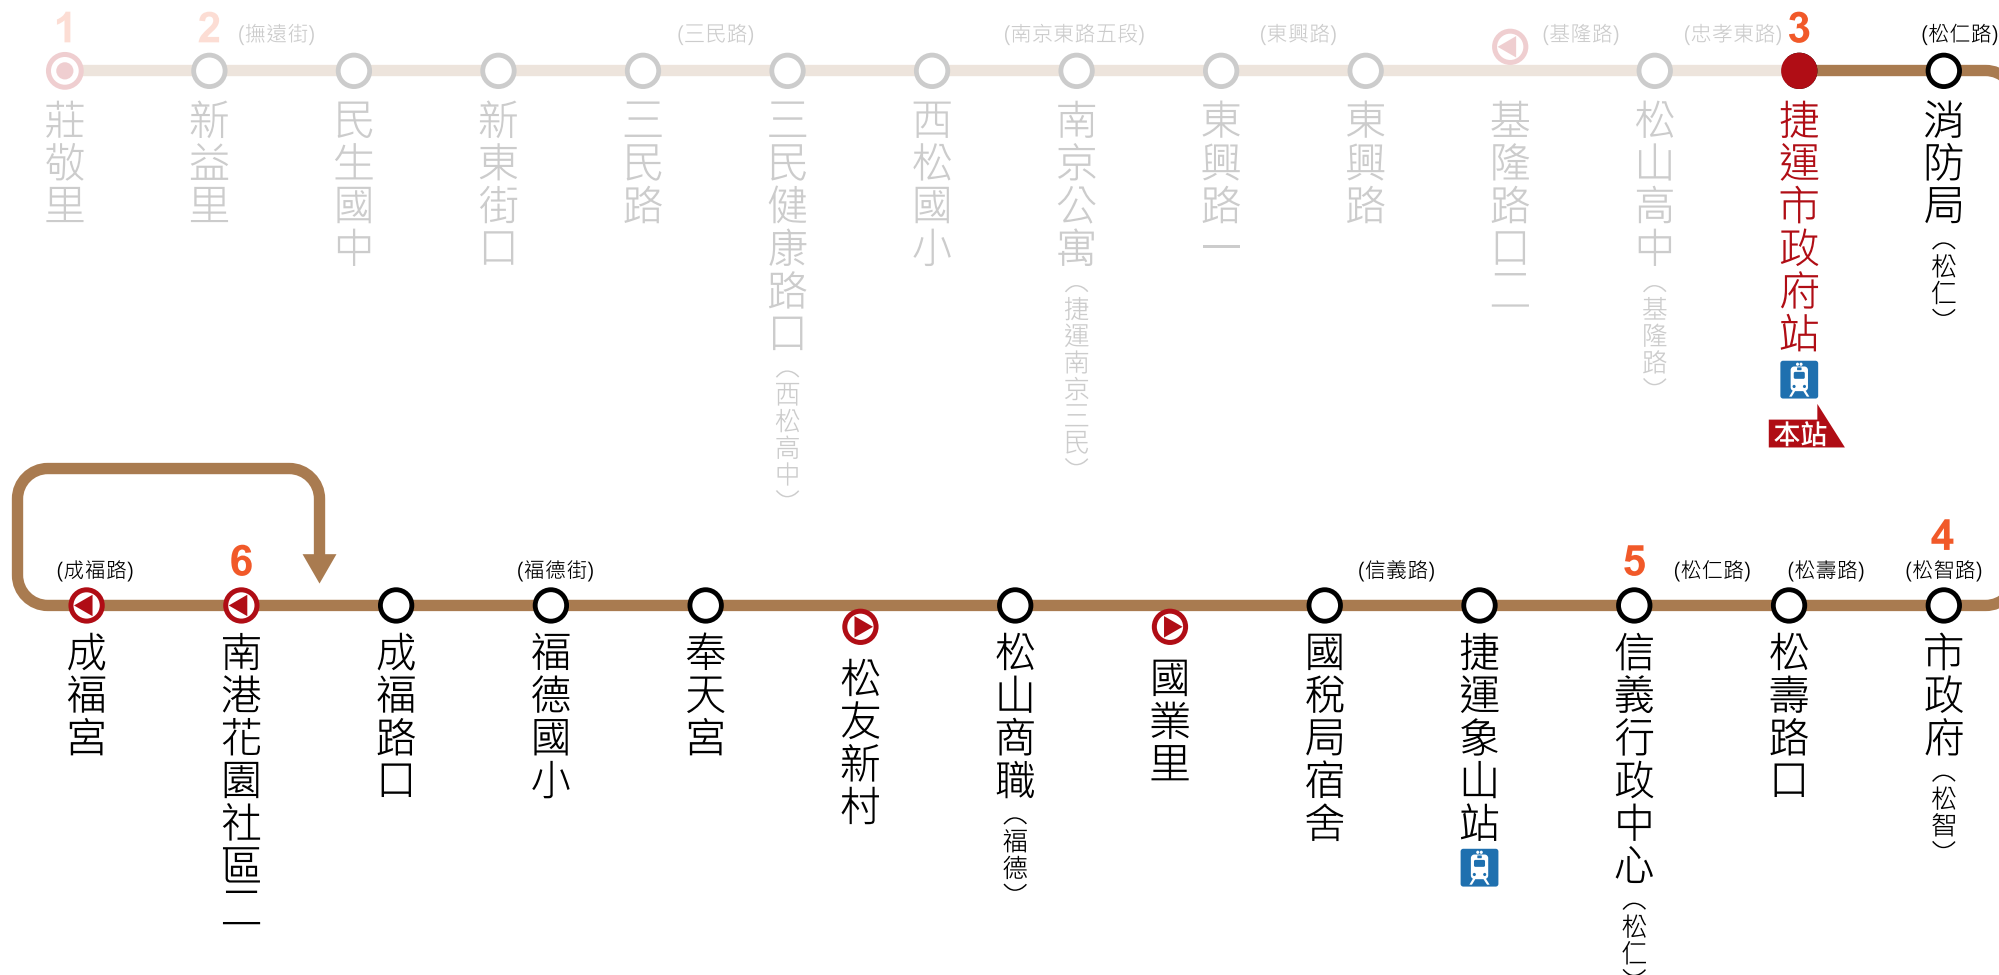 1
2
(撫遠街)
(三民路)
(南京東路五段)
(東興路)
(基隆路)
(忠孝東路)
3
(松仁路)
莊敬里
新益里
民生國中
新東街口
三民路
三民健康路口（西松高中）
西松國小
南京公寓（捷運南京三民）
東興路一
東興路
基隆路口二
松山高中（基隆路）
捷運市政府站
本站
消防局（松仁）
(成福路)
6
(福德街)
(信義路)
5
(松仁路)
(松壽路)
4
(松智路)
成福宮
南港花園社區二
成福路口
福德國小
奉天宮
松友新村
松山商職（福德）
國業里
國稅局宿舍
捷運象山站
信義行政中心（松仁）
松壽路口
市政府（松智）